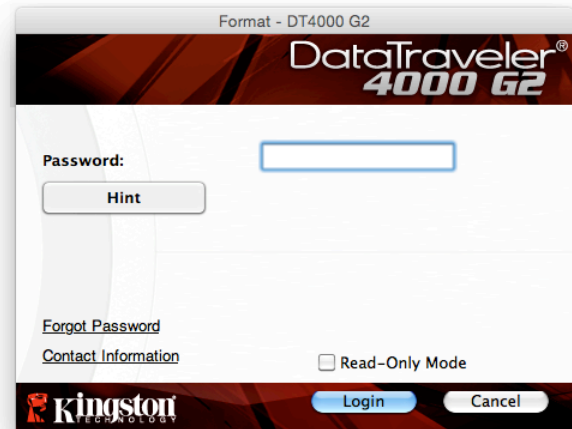 Format - DT4000 G2
DataTraveler®
4000 G2
Password:
Hint
Forgot Password
Contact Information
Read-Only Mode
Kingston
TECHNOLOGY
Login
Cancel